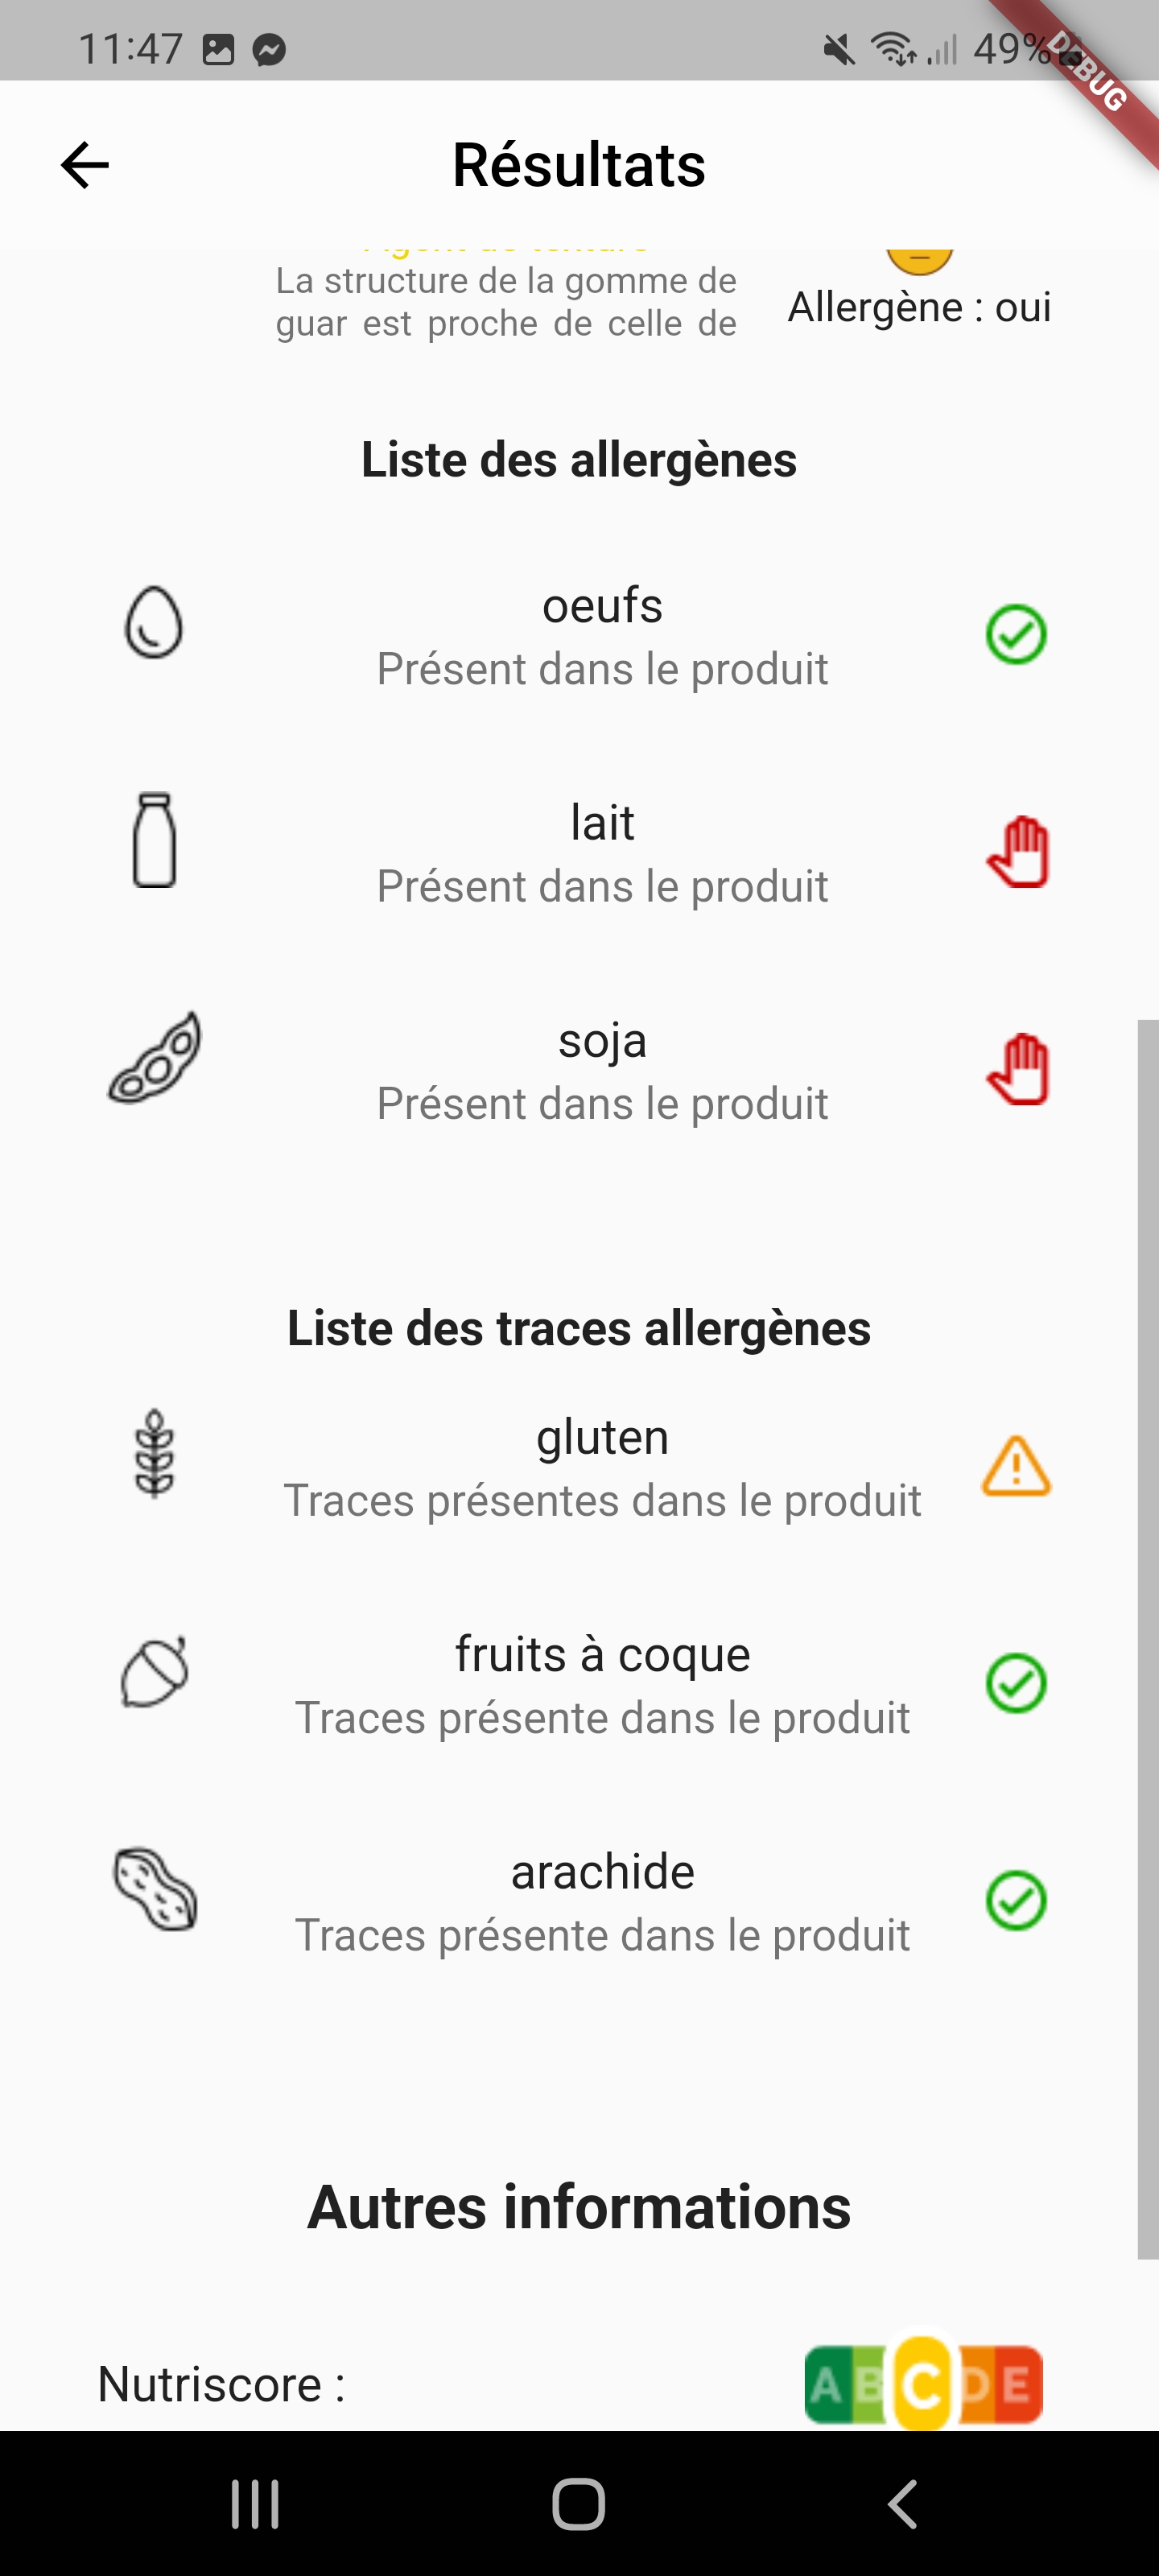 11:47
49%
DEBUG
Résultats
La structure de la gomme de
guar est proche de celle de
Allergène : oui
Liste des allergènes
oeufs
Présent dans le produit
lait
Présent dans le produit
soja
Présent dans le produit
Liste des traces allergènes
gluten
Traces présentes dans le produit
fruits à coque
Traces présente dans le produit
arachide
Traces présente dans le produit
Autres informations
Nutriscore :
A B C D E